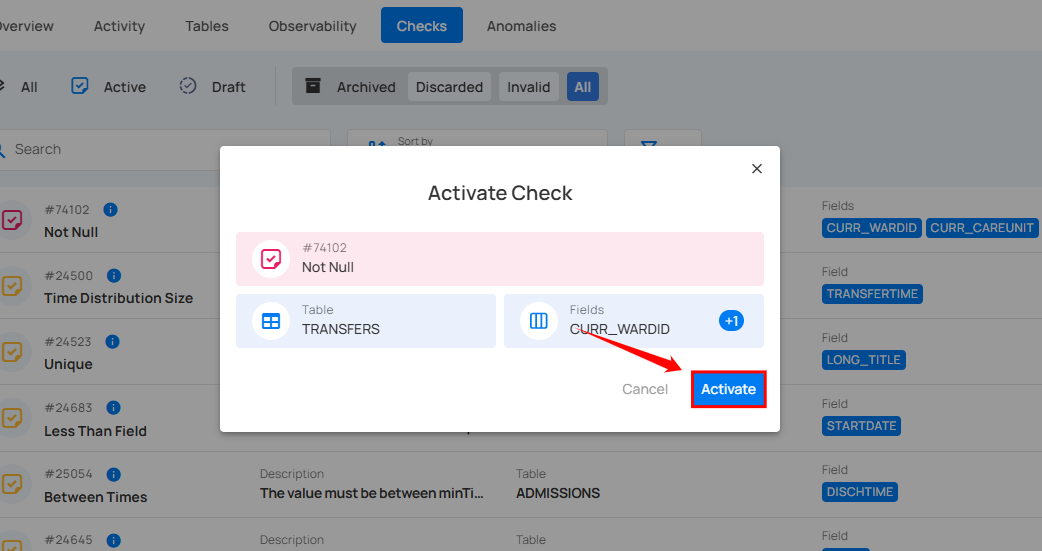 Overview Activity Tables Observability Checks Anomalies
All Active Draft Archived Discarded Invalid All
Sort by
Search
Activate Check
#74102
Not Null
Fields
CURR_WARDID CURR_CAREUNIT
#74102
Not Null
#24500
Time Distribution Size
Field
TRANSFERTIME
Table
TRANSFERS
Fields
CURR_WARDID
+1
#24523
Unique
Field
LONG_TITLE
Cancel Activate
#24683
Less Than Field
Field
STARTDATE
#25054
Between Times
Description
The value must be between minTi...
Table
ADMISSIONS
Field
DISCHTIME
#24645
Description
Table
Field